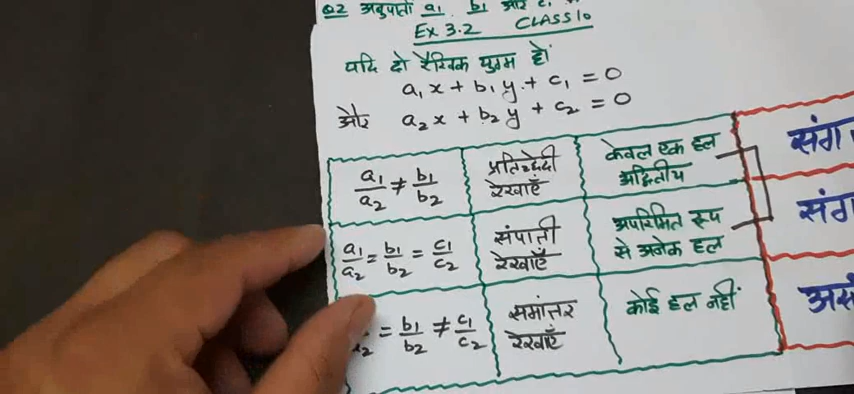 Q2 अनुपातों a₁ b₁ और c₁
Ex 3.2 CLASS 10
यदि दो रैखिक युग्म हों
a₁x + b₁y + c₁ = 0
और a₂x + b₂y + c₂ = 0
a₁/a₂ ≠ b₁/b₂ प्रतिच्छेदी रेखाएँ केवल एक हल अद्वितीय
a₁/a₂ = b₁/b₂ = c₁/c₂ संपाती रेखाएँ अपरिमित रूप से अनेक हल
= b₁/b₂ ≠ c₁/c₂ समांतर रेखाएँ कोई हल नहीं